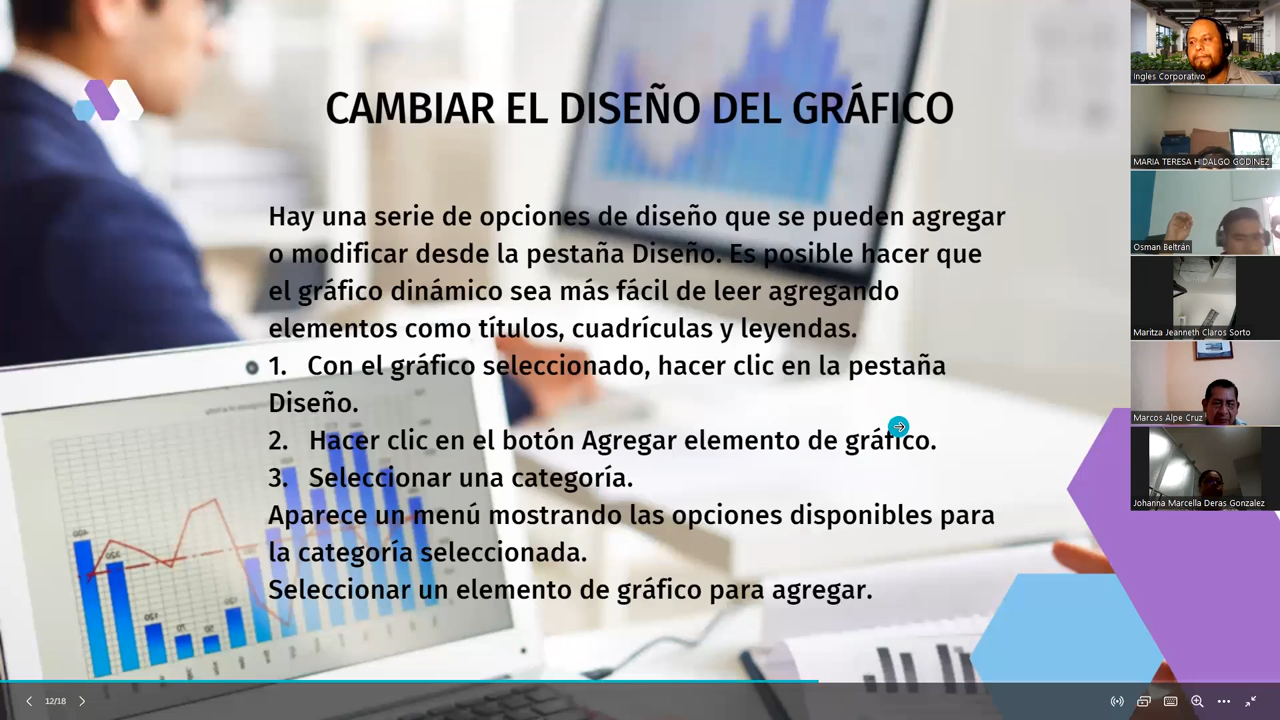 CAMBIAR EL DISEÑO DEL GRÁFICO
Hay una serie de opciones de diseño que se pueden agregar
o modificar desde la pestaña Diseño. Es posible hacer que
el gráfico dinámico sea más fácil de leer agregando
elementos como títulos, cuadrículas y leyendas.
1. Con el gráfico seleccionado, hacer clic en la pestaña
Diseño.
2. Hacer clic en el botón Agregar elemento de gráfico.
3. Seleccionar una categoría.
Aparece un menú mostrando las opciones disponibles para
la categoría seleccionada.
Seleccionar un elemento de gráfico para agregar.
12/18
Ingles Corporativo
MARIA TERESA HIDALGO GODINEZ
Osman Beltrán
Maritza Jeanneth Claros Sorto
Marcos Alpe Cruz
Johanna Marcella Deras Gonzalez